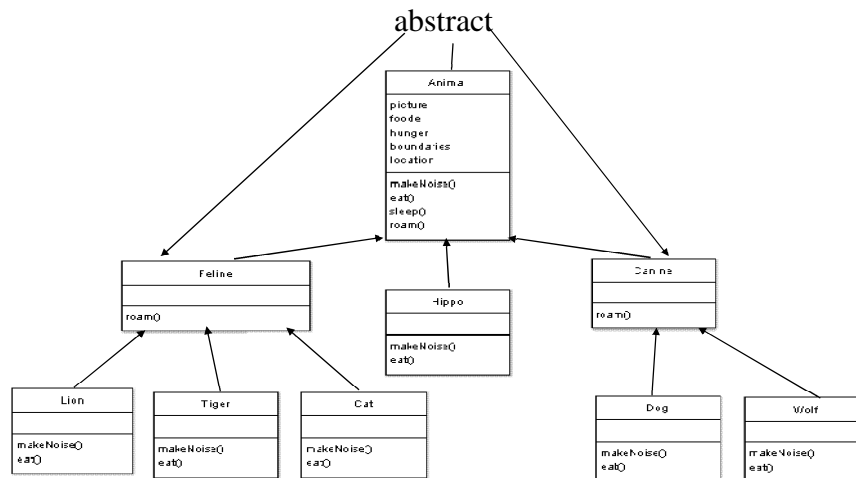 abstract
Anima
picture
foode
hunger
boundaries
location
makeNoise()
eat()
sleep()
roam()
Feline
roam()
Hippo
makeNoise()
eat()
Canine
roam()
Lion
makeNoise()
eat()
Tiger
makeNoise()
eat()
Cat
makeNoise()
eat()
Dog
makeNoise()
eat()
Wolf
makeNoise()
eat()